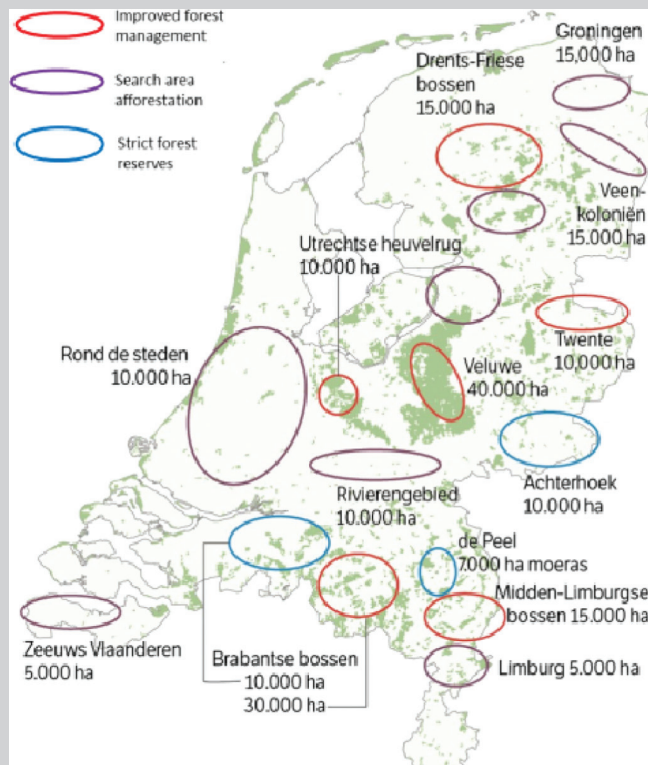 Improved forest
management
Search area
afforestation
Strict forest
reserves
Groningen
15,000 ha
Drents-Friese
bossen
15.000 ha
Veen-
koloniën
15.000 ha
Utrechtse heuvelrug
10.000 ha
Twente
10,000 ha
Rond de steden
10.000 ha
Veluwe
40.000 ha
Achterhoek
10.000 ha
Rivierengebied
10.000 ha
de Peel
7.000 ha moeras
Midden-Limburgse
bossen 15.000 ha
Zeeuws Vlaanderen
5.000 ha
Brabantse bossen
10.000 ha
30.000 ha
Limburg 5.000 ha